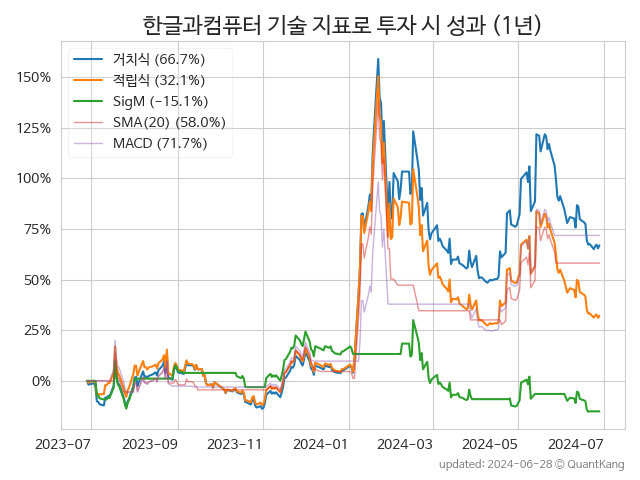 한글과컴퓨터 기술 지표로 투자 시 성과 (1년)
거치식 (66.7%)
적립식 (32.1%)
SigM (-15.1%)
SMA(20) (58.0%)
MACD (71.7%)
150%
125%
100%
75%
50%
25%
0%
2023-07 2023-09 2023-11 2024-01 2024-03 2024-05 2024-07
updated: 2024-06-28 © QuantKang